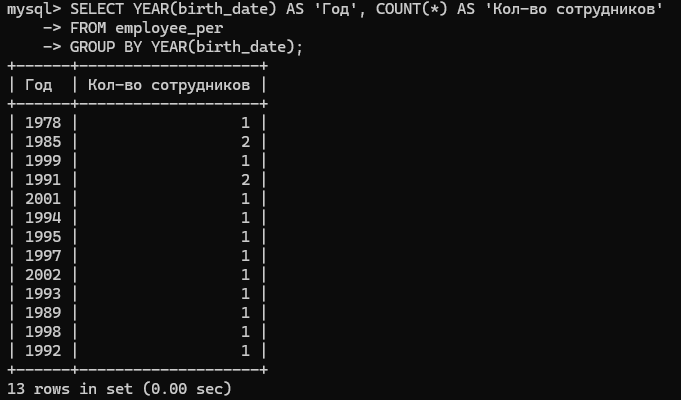 mysql> SELECT YEAR(birth_date) AS 'Год', COUNT(*) AS 'Кол-во сотрудников'
    -> FROM employee_per
    -> GROUP BY YEAR(birth_date);
+------+--------------------+
| Год  | Кол-во сотрудников |
+------+--------------------+
| 1978 |                  1 |
| 1985 |                  2 |
| 1999 |                  1 |
| 1991 |                  2 |
| 2001 |                  1 |
| 1994 |                  1 |
| 1995 |                  1 |
| 1997 |                  1 |
| 2002 |                  1 |
| 1993 |                  1 |
| 1989 |                  1 |
| 1998 |                  1 |
| 1992 |                  1 |
+------+--------------------+
13 rows in set (0.00 sec)